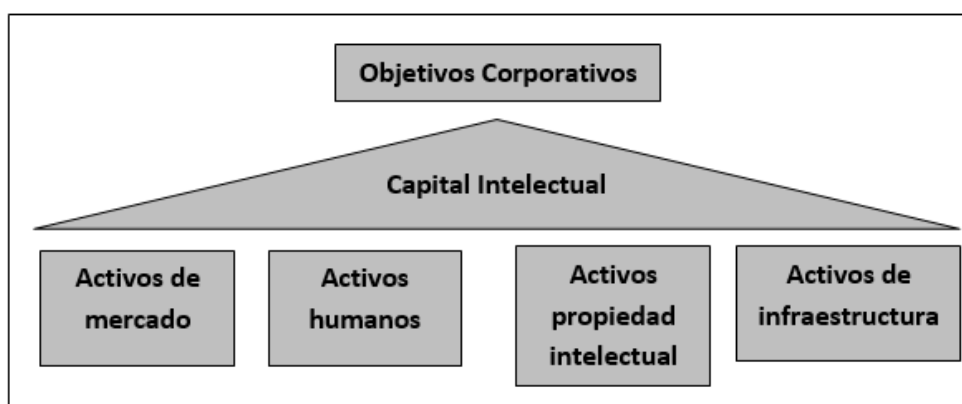 Objetivos Corporativos
Capital Intelectual
Activos de
mercado
Activos
humanos
Activos
propiedad
intelectual
Activos de
infraestructura